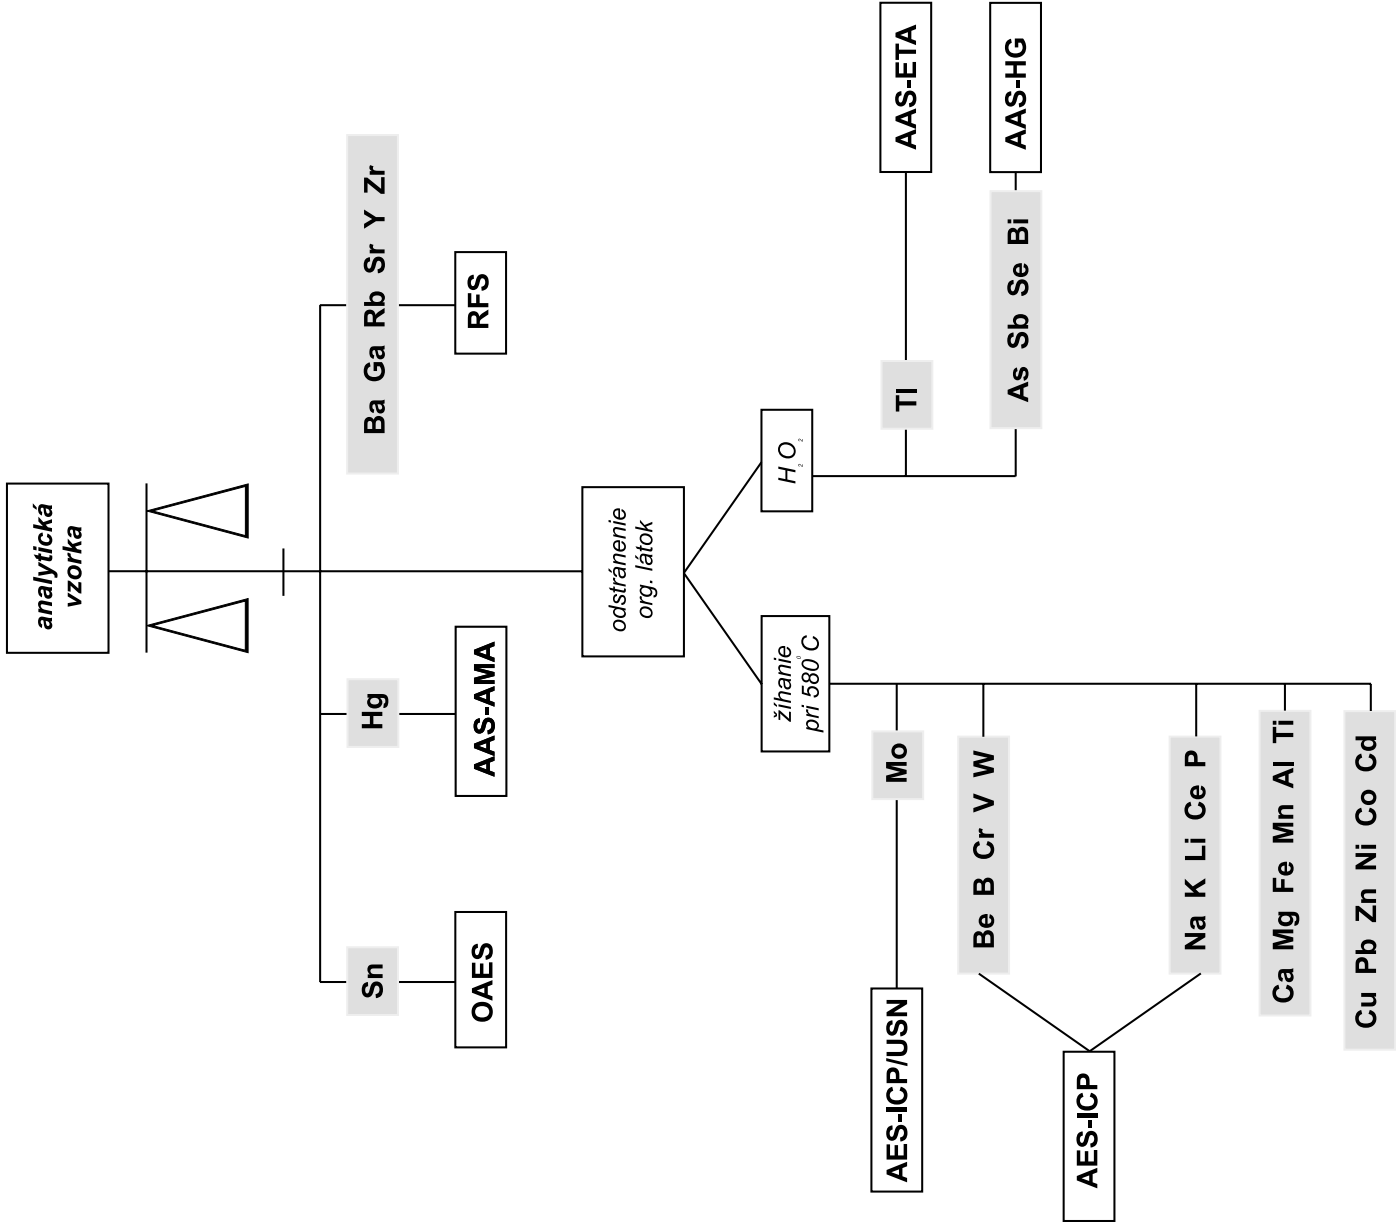 analytická
vzorka
Sn
Hg
Ba Ga Rb Sr Y Zr
OAES
AAS-AMA
RFS
odstránenie
org. látok
žíhanie
pri 580°C
H₂O₂
AES-ICP/USN
Mo
Tl
AAS-ETA
Be B Cr V W
As Sb Se Bi
AAS-HG
AES-ICP
Na K Li Ce P
Ca Mg Fe Mn Al Ti
Cu Pb Zn Ni Co Cd